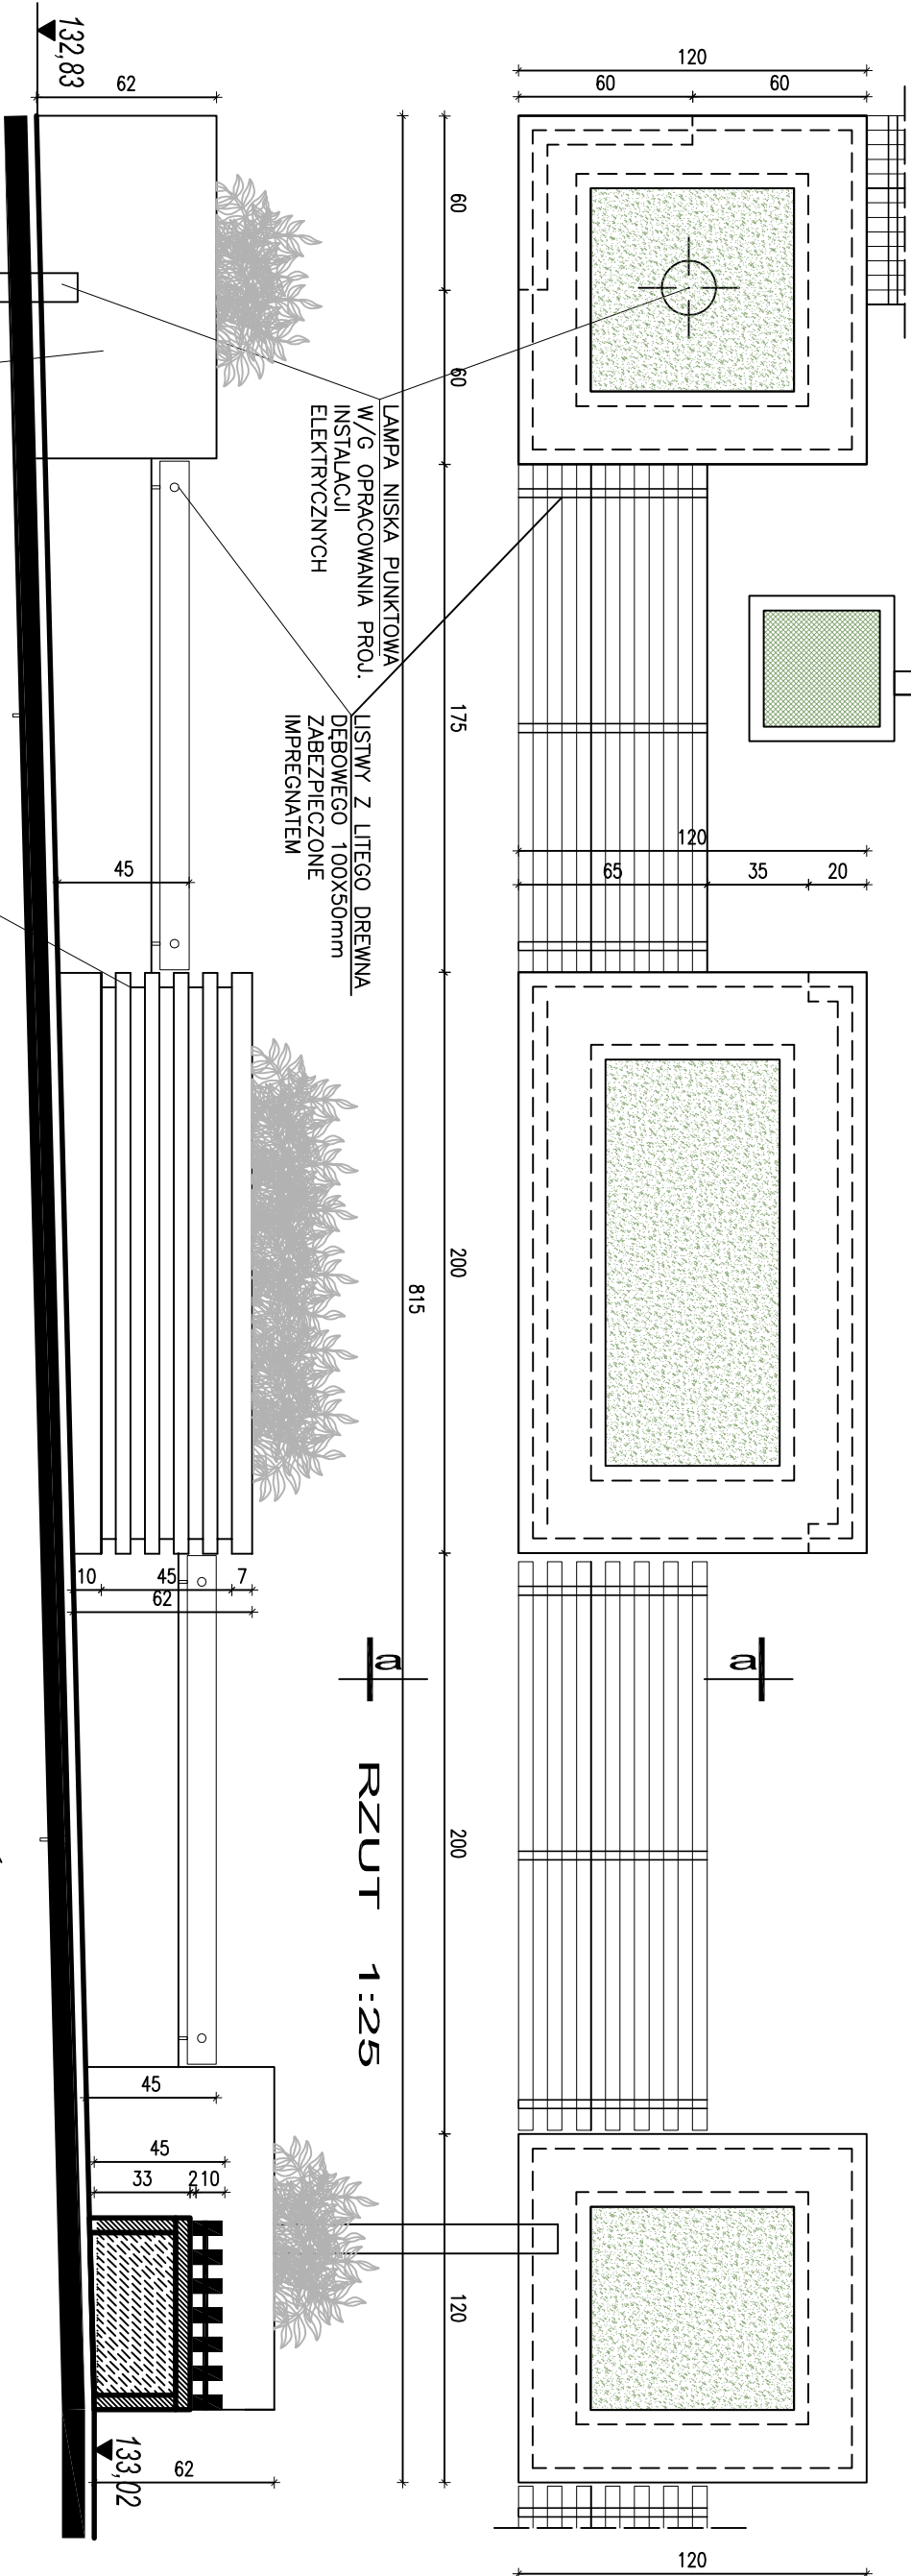 120
60
60
132,83
62
60
60
LAMPA NISKA PUNKTOWA
W/G OPRACOWANIA PROJ.
INSTALACJI
ELEKTRYCZNYCH
175
LISTWY Z LITEGO DREWNA
DĘBOWEGO 100X50mm
ZABEZPIECZONE
IMPREGNATEM
120
65
35
20
45
200
815
10
45
7
62
a
a
RZUT 1:25
200
45
45
33
2
10
120
133,02
62
120